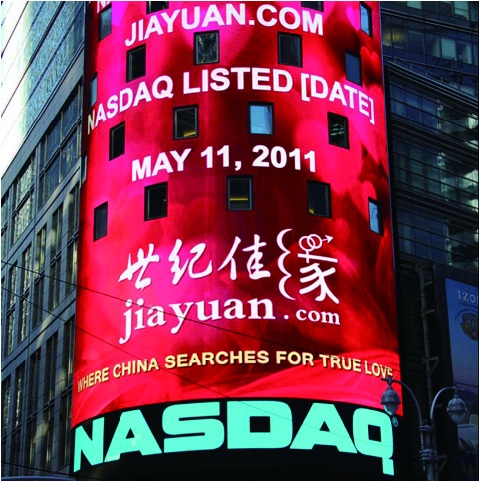 JIAYUAN.COM
NASDAQ LISTED [DATE]
MAY 11, 2011
世纪佳缘
jiayuan.com
WHERE CHINA SEARCHES FOR TRUE LOVE
NASDAQ
IZO